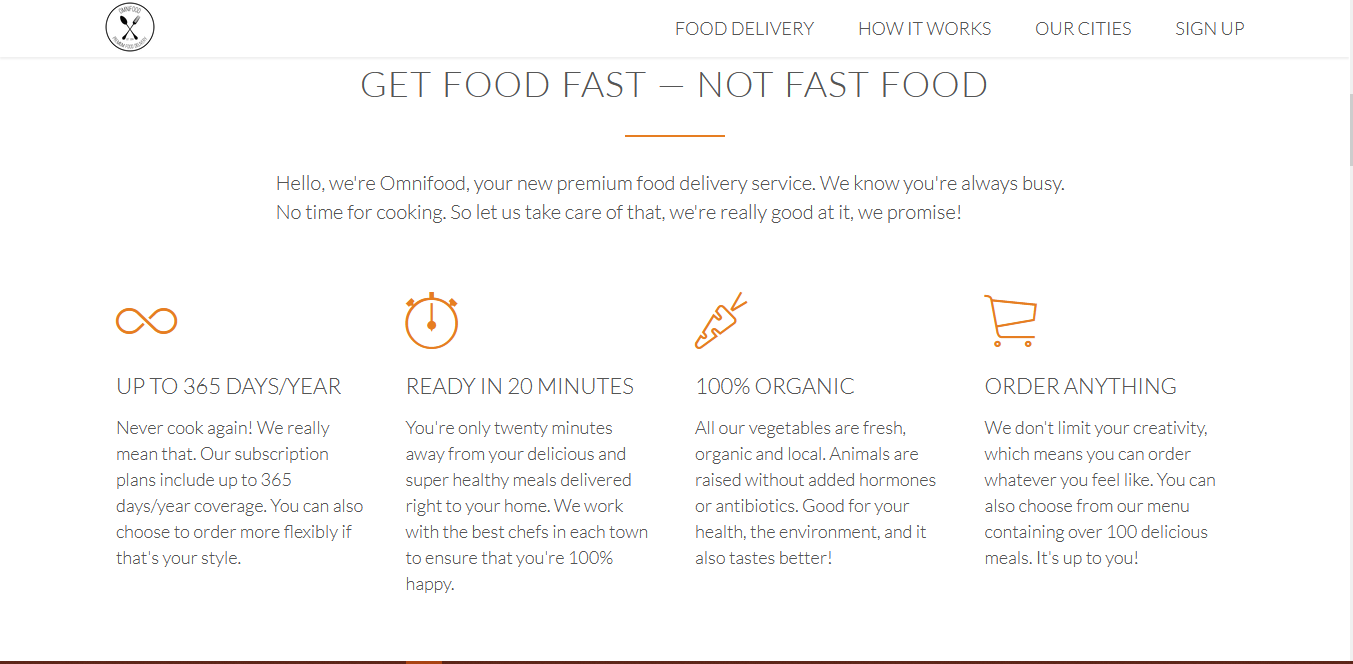 OMNIFOOD
PREMIUM FOOD DELIVERY
FOOD DELIVERY
HOW IT WORKS
OUR CITIES
SIGN UP
GET FOOD FAST — NOT FAST FOOD
Hello, we're Omnifood, your new premium food delivery service. We know you're always busy.
No time for cooking. So let us take care of that, we're really good at it, we promise!
UP TO 365 DAYS/YEAR
Never cook again! We really
mean that. Our subscription
plans include up to 365
days/year coverage. You can also
choose to order more flexibly if
that's your style.
READY IN 20 MINUTES
You're only twenty minutes
away from your delicious and
super healthy meals delivered
right to your home. We work
with the best chefs in each town
to ensure that you're 100%
happy.
100% ORGANIC
All our vegetables are fresh,
organic and local. Animals are
raised without added hormones
or antibiotics. Good for your
health, the environment, and it
also tastes better!
ORDER ANYTHING
We don't limit your creativity,
which means you can order
whatever you feel like. You can
also choose from our menu
containing over 100 delicious
meals. It's up to you!